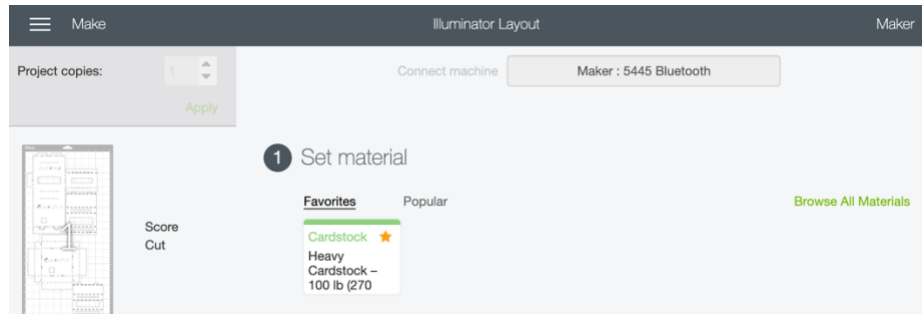 Make
Illuminator Layout
Maker
Project copies:
1
Apply
Connect machine
Maker : 5445 Bluetooth
1 Set material
Favorites
Popular
Browse All Materials
Score
Cut
1
Cardstock
Heavy
Cardstock –
100 lb (270